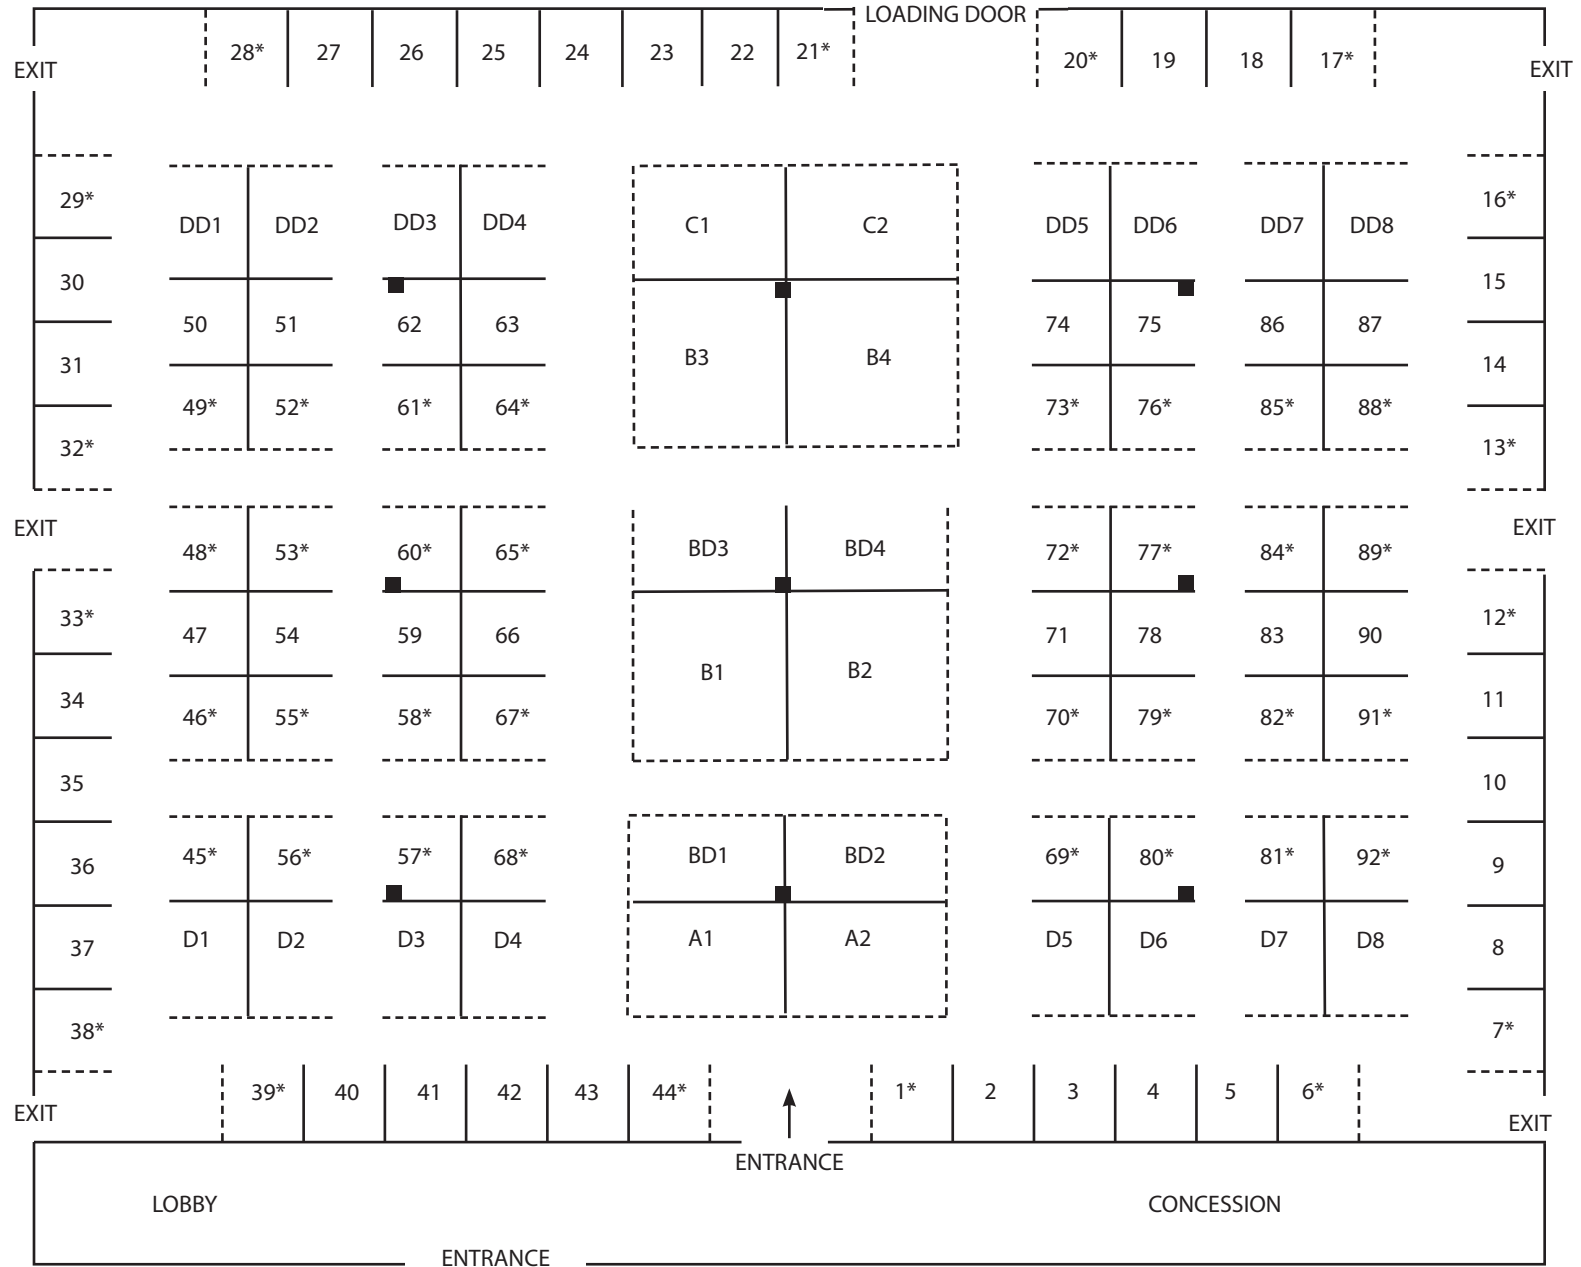 LOADING DOOR
28* 27 26 25 24 23 22 21* 20* 19 18 17*
EXIT EXIT
29* DD1 DD2 DD3 DD4 C1 C2 DD5 DD6 DD7 DD8 16*
30 15
50 51 62 63 B3 B4 74 75 86 87
31 14
49* 52* 61* 64* 73* 76* 85* 88*
32* 13*
EXIT EXIT
48* 53* 60* 65* BD3 BD4 72* 77* 84* 89*
33* 12*
47 54 59 66 B1 B2 71 78 83 90
34 11
46* 55* 58* 67* 70* 79* 82* 91*
35 10
36 45* 56* 57* 68* BD1 BD2 69* 80* 81* 92* 9
37 D1 D2 D3 D4 A1 A2 D5 D6 D7 D8 8
38* 7*
39* 40 41 42 43 44* 1* 2 3 4 5 6*
EXIT EXIT
ENTRANCE
LOBBY CONCESSION
ENTRANCE